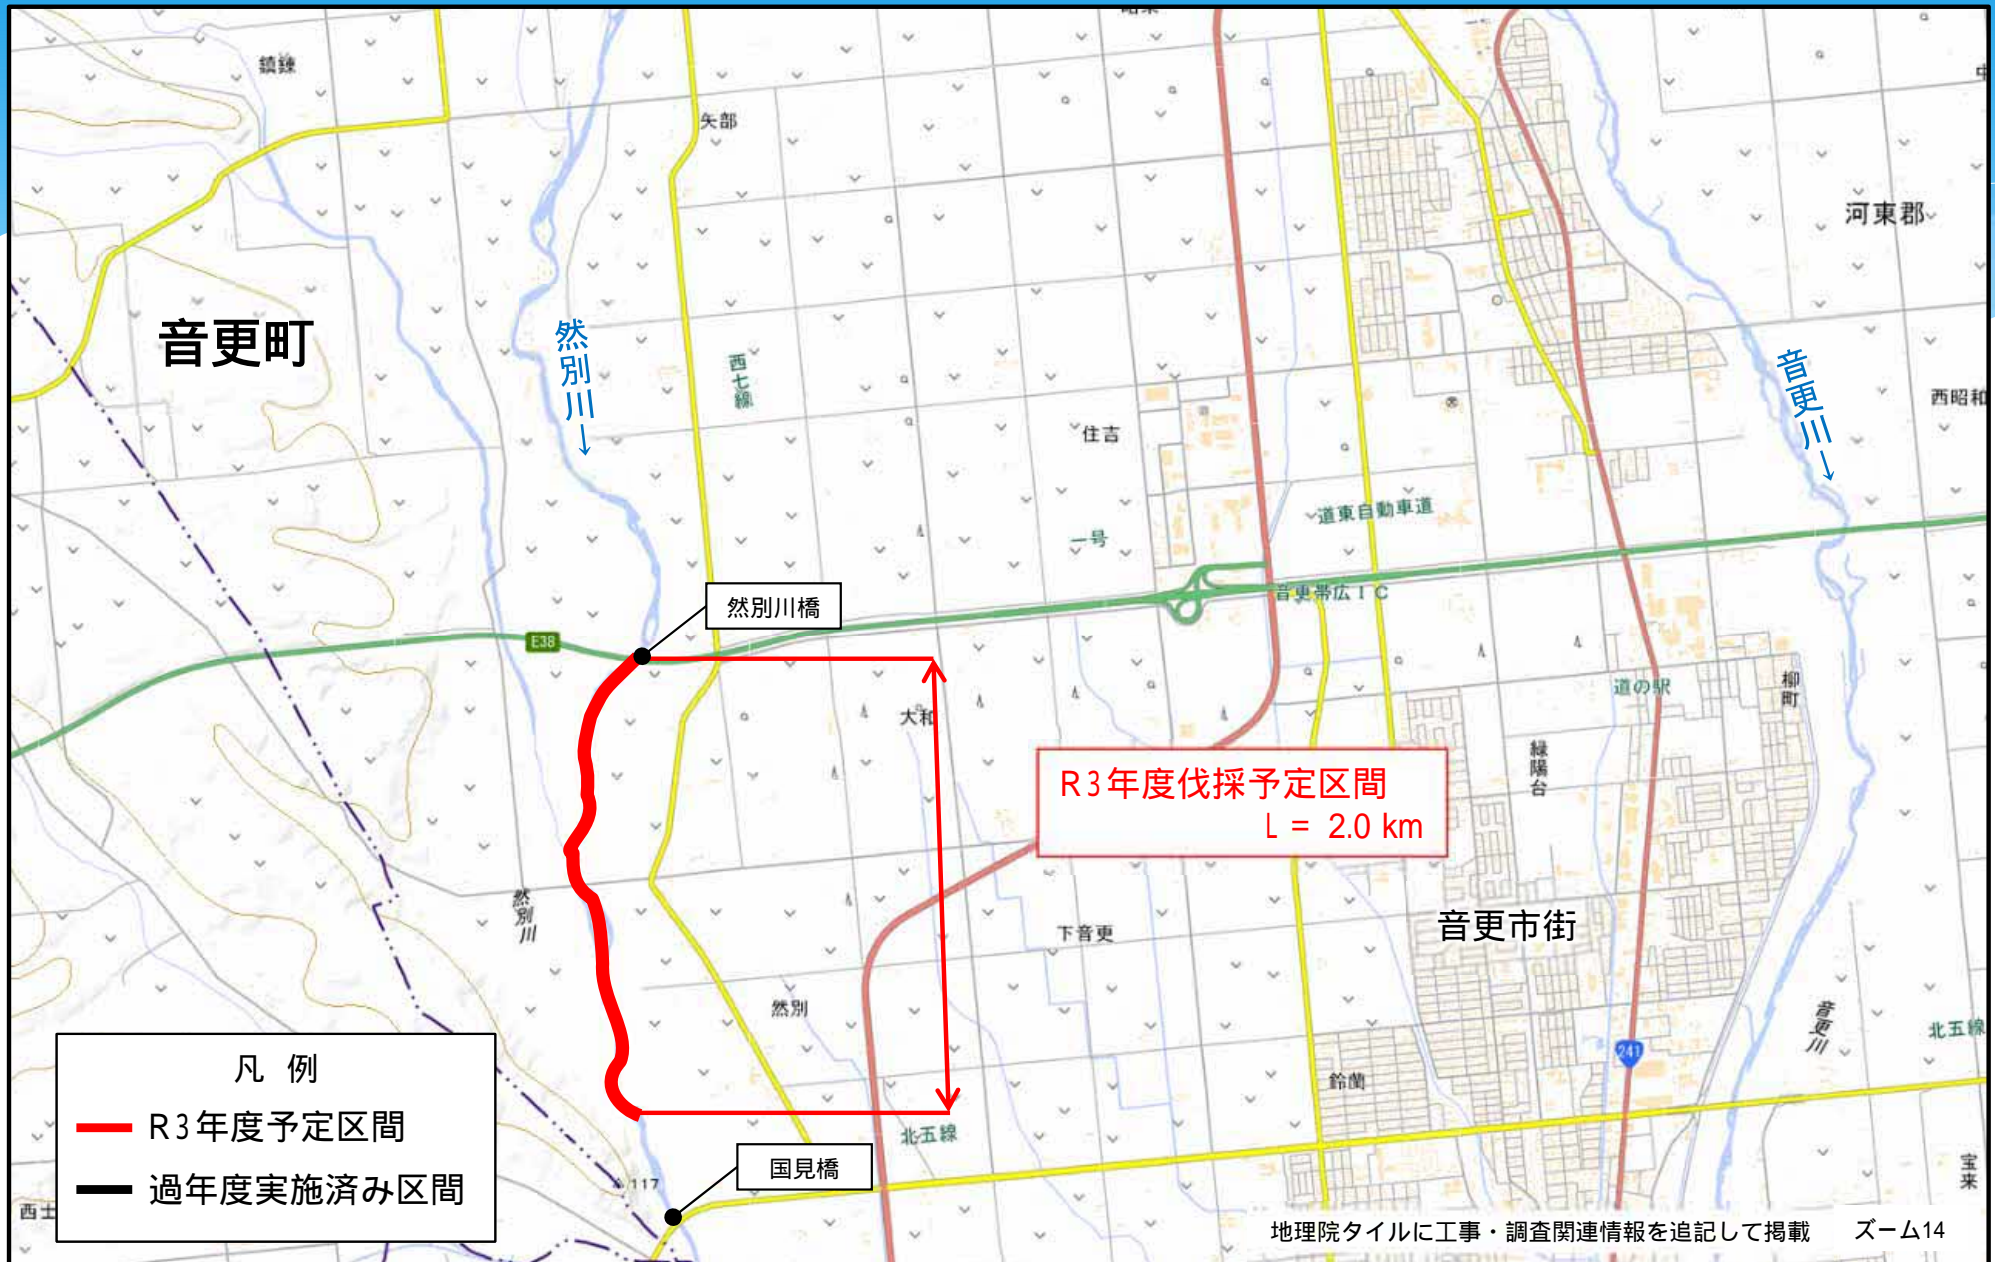 鎮錬
矢部
河東郡
音更町
然別川→
西七線
音更川→
西昭和
住吉
道東自動車道
一号
音更帯広IC
然別川橋
E38
道の駅
柳町
大和
緑陽台
R3年度伐採予定区間
L = 2.0 km
然別川
下音更
音更市街
然別
音更川
北五線
241
鈴蘭
凡 例
R3年度予定区間
過年度実施済み区間
北五線
国見橋
117
宝来
西士
地理院タイルに工事・調査関連情報を追記して掲載 ズーム14